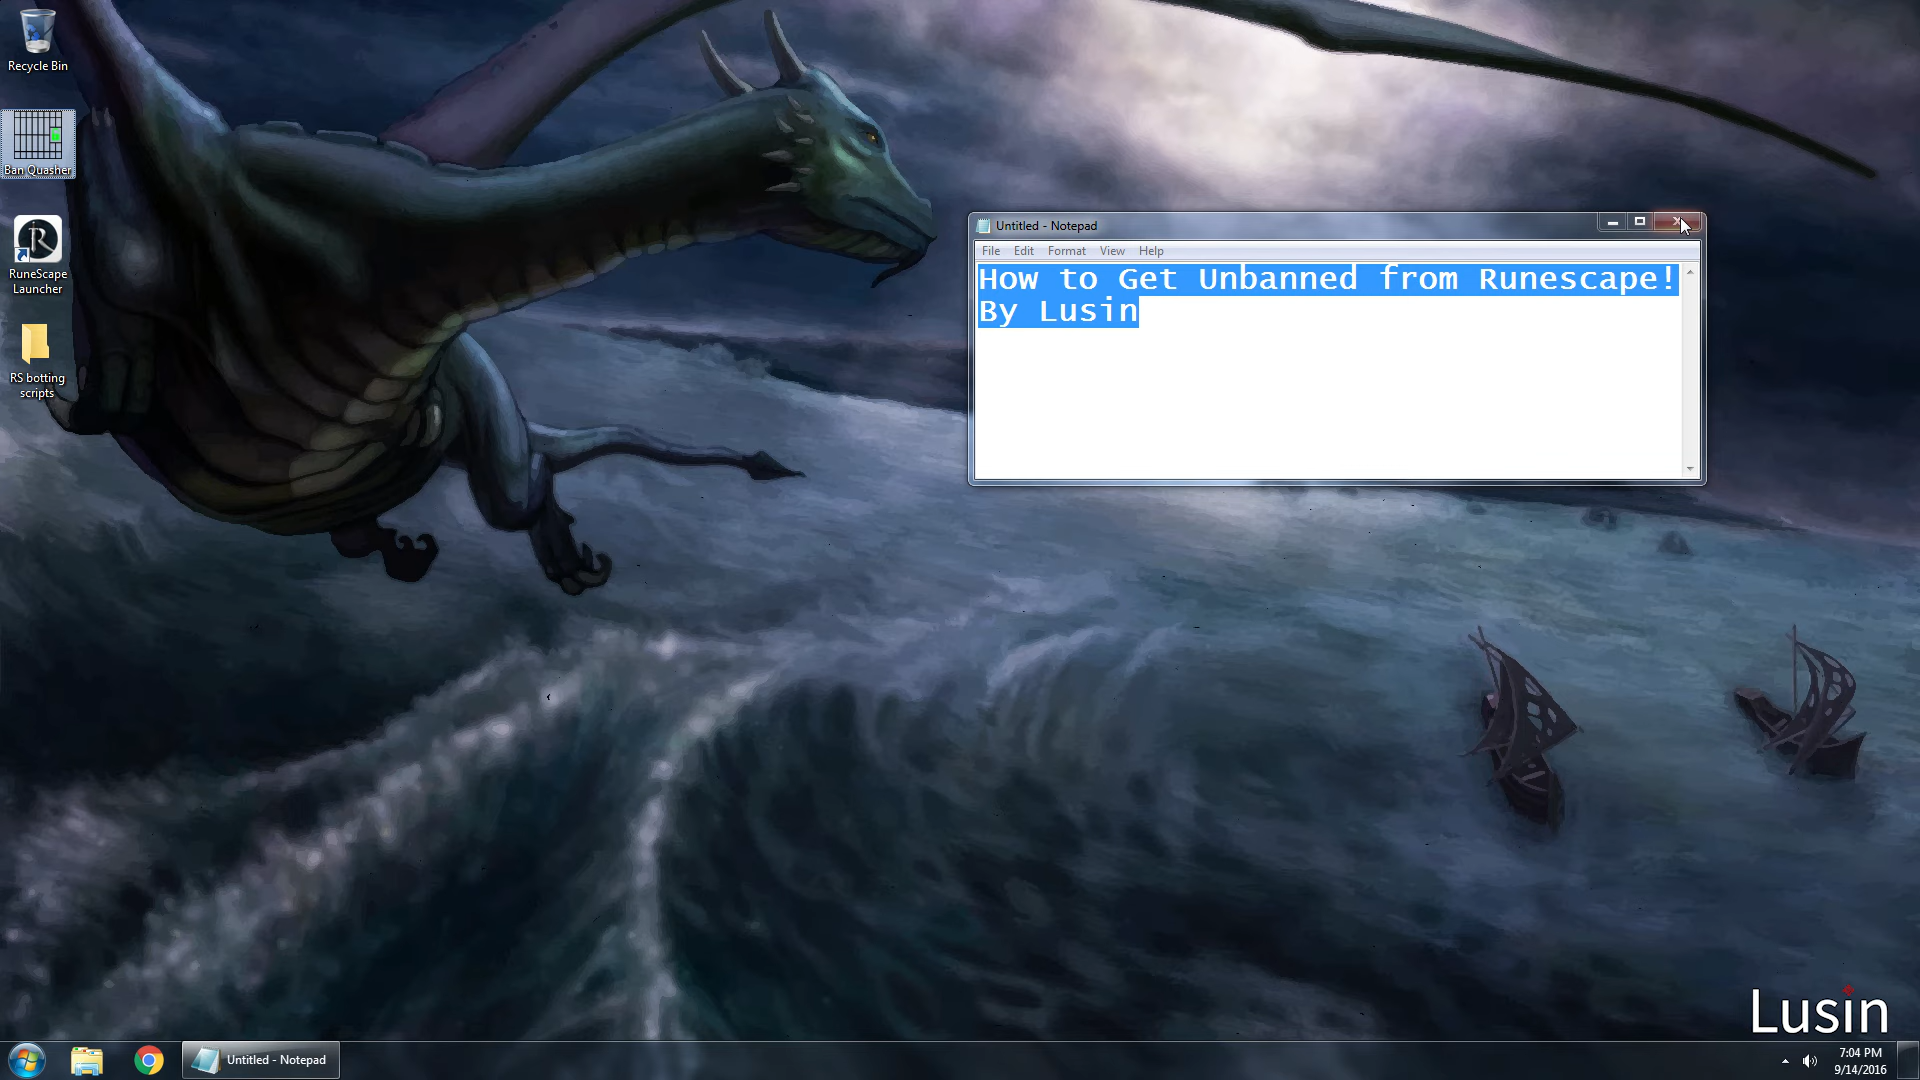 Recycle Bin
Ban Quasher
RuneScape
Launcher
RS botting
scripts
Untitled - Notepad
File Edit Format View Help
How to Get Unbanned from Runescape!
By Lusin
Lusin
Untitled - Notepad
7:04 PM
9/14/2016